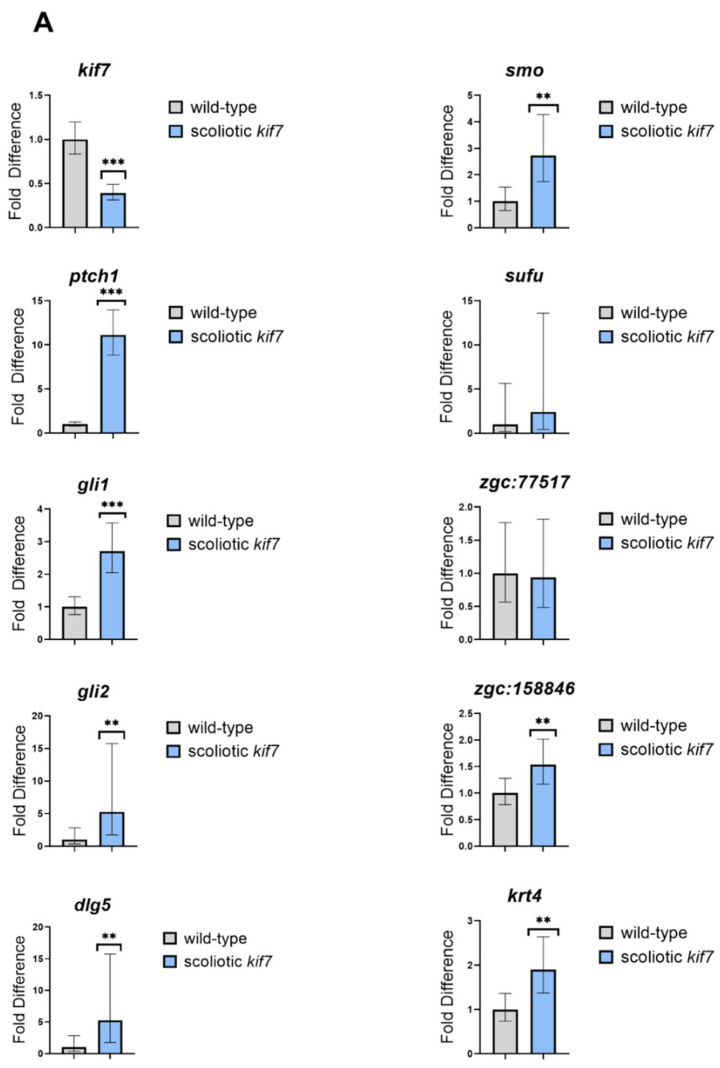 A
kif7
Fold Difference
1.5
1.0
0.5
0.0
***
wild-type
scoliotic kif7
smo
Fold Difference
5
4
3
2
1
0
**
wild-type
scoliotic kif7
ptch1
Fold Difference
15
10
5
0
***
wild-type
scoliotic kif7
sufu
Fold Difference
15
10
5
0
wild-type
scoliotic kif7
gli1
Fold Difference
4
3
2
1
0
***
wild-type
scoliotic kif7
zgc:77517
Fold Difference
2.0
1.5
1.0
0.5
0.0
wild-type
scoliotic kif7
gli2
Fold Difference
20
15
10
5
0
**
wild-type
scoliotic kif7
zgc:158846
Fold Difference
2.5
2.0
1.5
1.0
0.5
0.0
**
wild-type
scoliotic kif7
dlg5
Fold Difference
20
15
10
5
0
**
wild-type
scoliotic kif7
krt4
Fold Difference
3
2
1
0
**
wild-type
scoliotic kif7